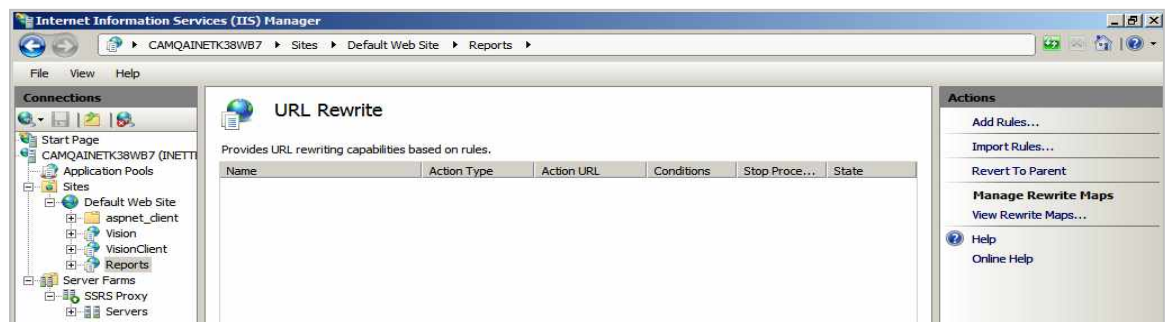 Internet Information Services (IIS) Manager
CAMQAINETK38WB7 Sites Default Web Site Reports
File View Help
Connections
Start Page
CAMQAINETK38WB7 (INETTI
Application Pools
Sites
Default Web Site
aspnet_client
Vision
VisionClient
Reports
Server Farms
SSRS Proxy
Servers
URL Rewrite
Provides URL rewriting capabilities based on rules.
Name Action Type Action URL Conditions Stop Proce... State
Actions
Add Rules...
Import Rules...
Revert To Parent
Manage Rewrite Maps
View Rewrite Maps...
Help
Online Help